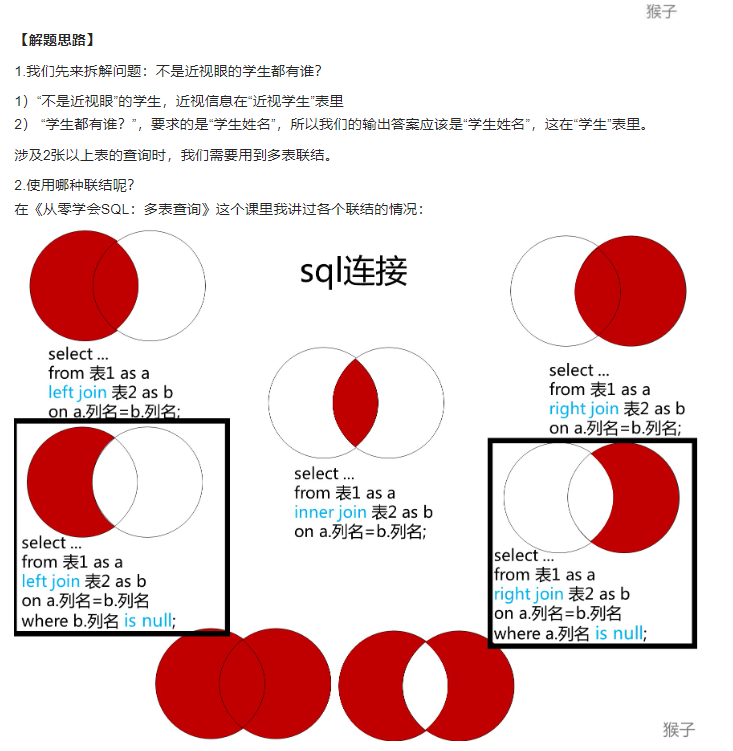 猴子
【解题思路】
1.我们先来拆解问题：不是近视眼的学生都有谁？
1）“不是近视眼”的学生，近视信息在“近视学生”表里
2） “学生都有谁？”，要求的是“学生姓名”，所以我们的输出答案应该是“学生姓名”，这在“学生”表里。
涉及2张以上表的查询时，我们需要用到多表联结。
2.使用哪种联结呢？
在《从零学会SQL：多表查询》这个课里我讲过各个联结的情况：
sql连接
select ...
from 表1 as a
left join 表2 as b
on a.列名=b.列名;
select ...
from 表1 as a
right join 表2 as b
on a.列名=b.列名;
select ...
from 表1 as a
inner join 表2 as b
on a.列名=b.列名;
select ...
from 表1 as a
left join 表2 as b
on a.列名=b.列名
where b.列名 is null;
select ...
from 表1 as a
right join 表2 as b
on a.列名=b.列名
where a.列名 is null;
猴子